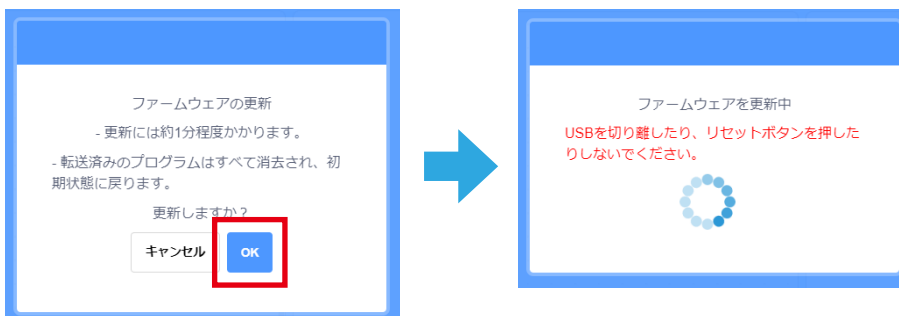 ファームウェアの更新
- 更新には約1分程度かかります。
- 転送済みのプログラムはすべて消去され、初
期状態に戻ります。
更新しますか？
キャンセル
OK
ファームウェアを更新中
USBを切り離したり、リセットボタンを押した
りしないでください。